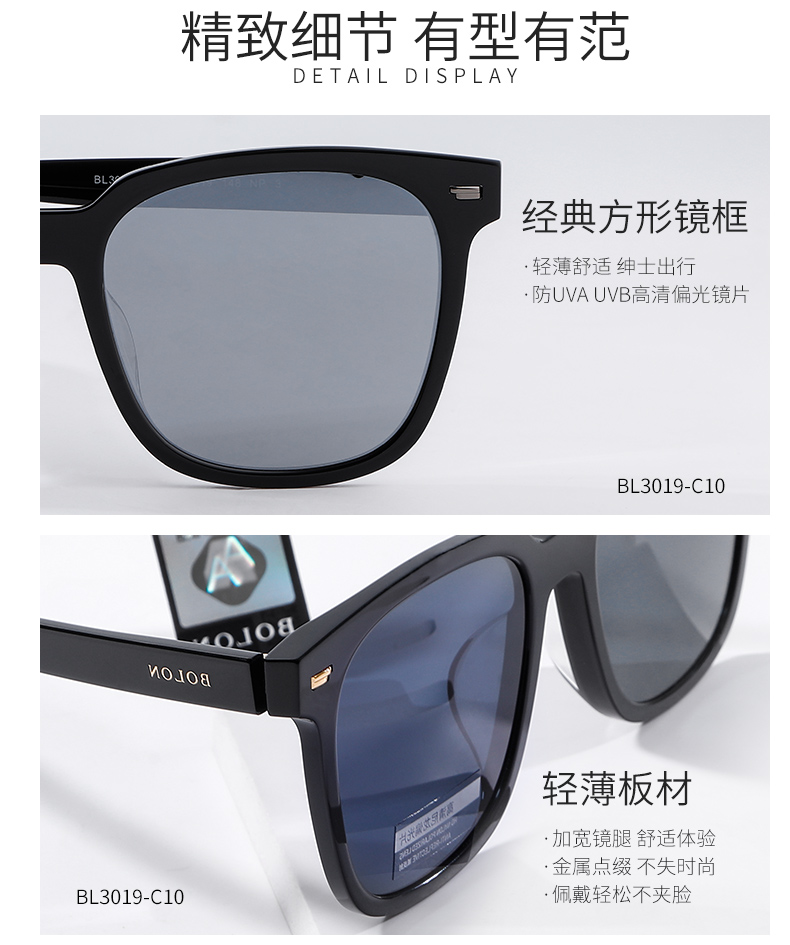 精致细节 有型有范
DETAIL DISPLAY
经典方形镜框
·轻薄舒适 绅士出行
·防UVA UVB高清偏光镜片
BL3019-C10
BOLON
BOLON
轻薄板材
·加宽镜腿 舒适体验
·金属点缀 不失时尚
·佩戴轻松不夹脸
BL3019-C10